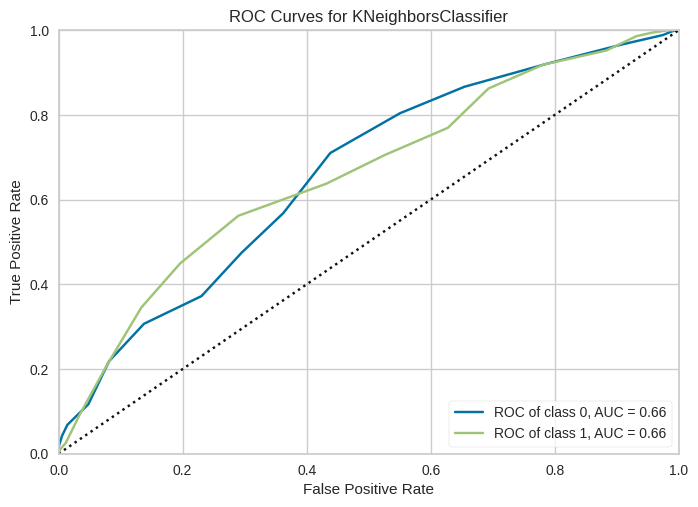 ROC Curves for KNeighborsClassifier
True Positive Rate
1.0
0.8
0.6
0.4
0.2
0.0
0.0 0.2 0.4 0.6 0.8 1.0
False Positive Rate
ROC of class 0, AUC = 0.66
ROC of class 1, AUC = 0.66